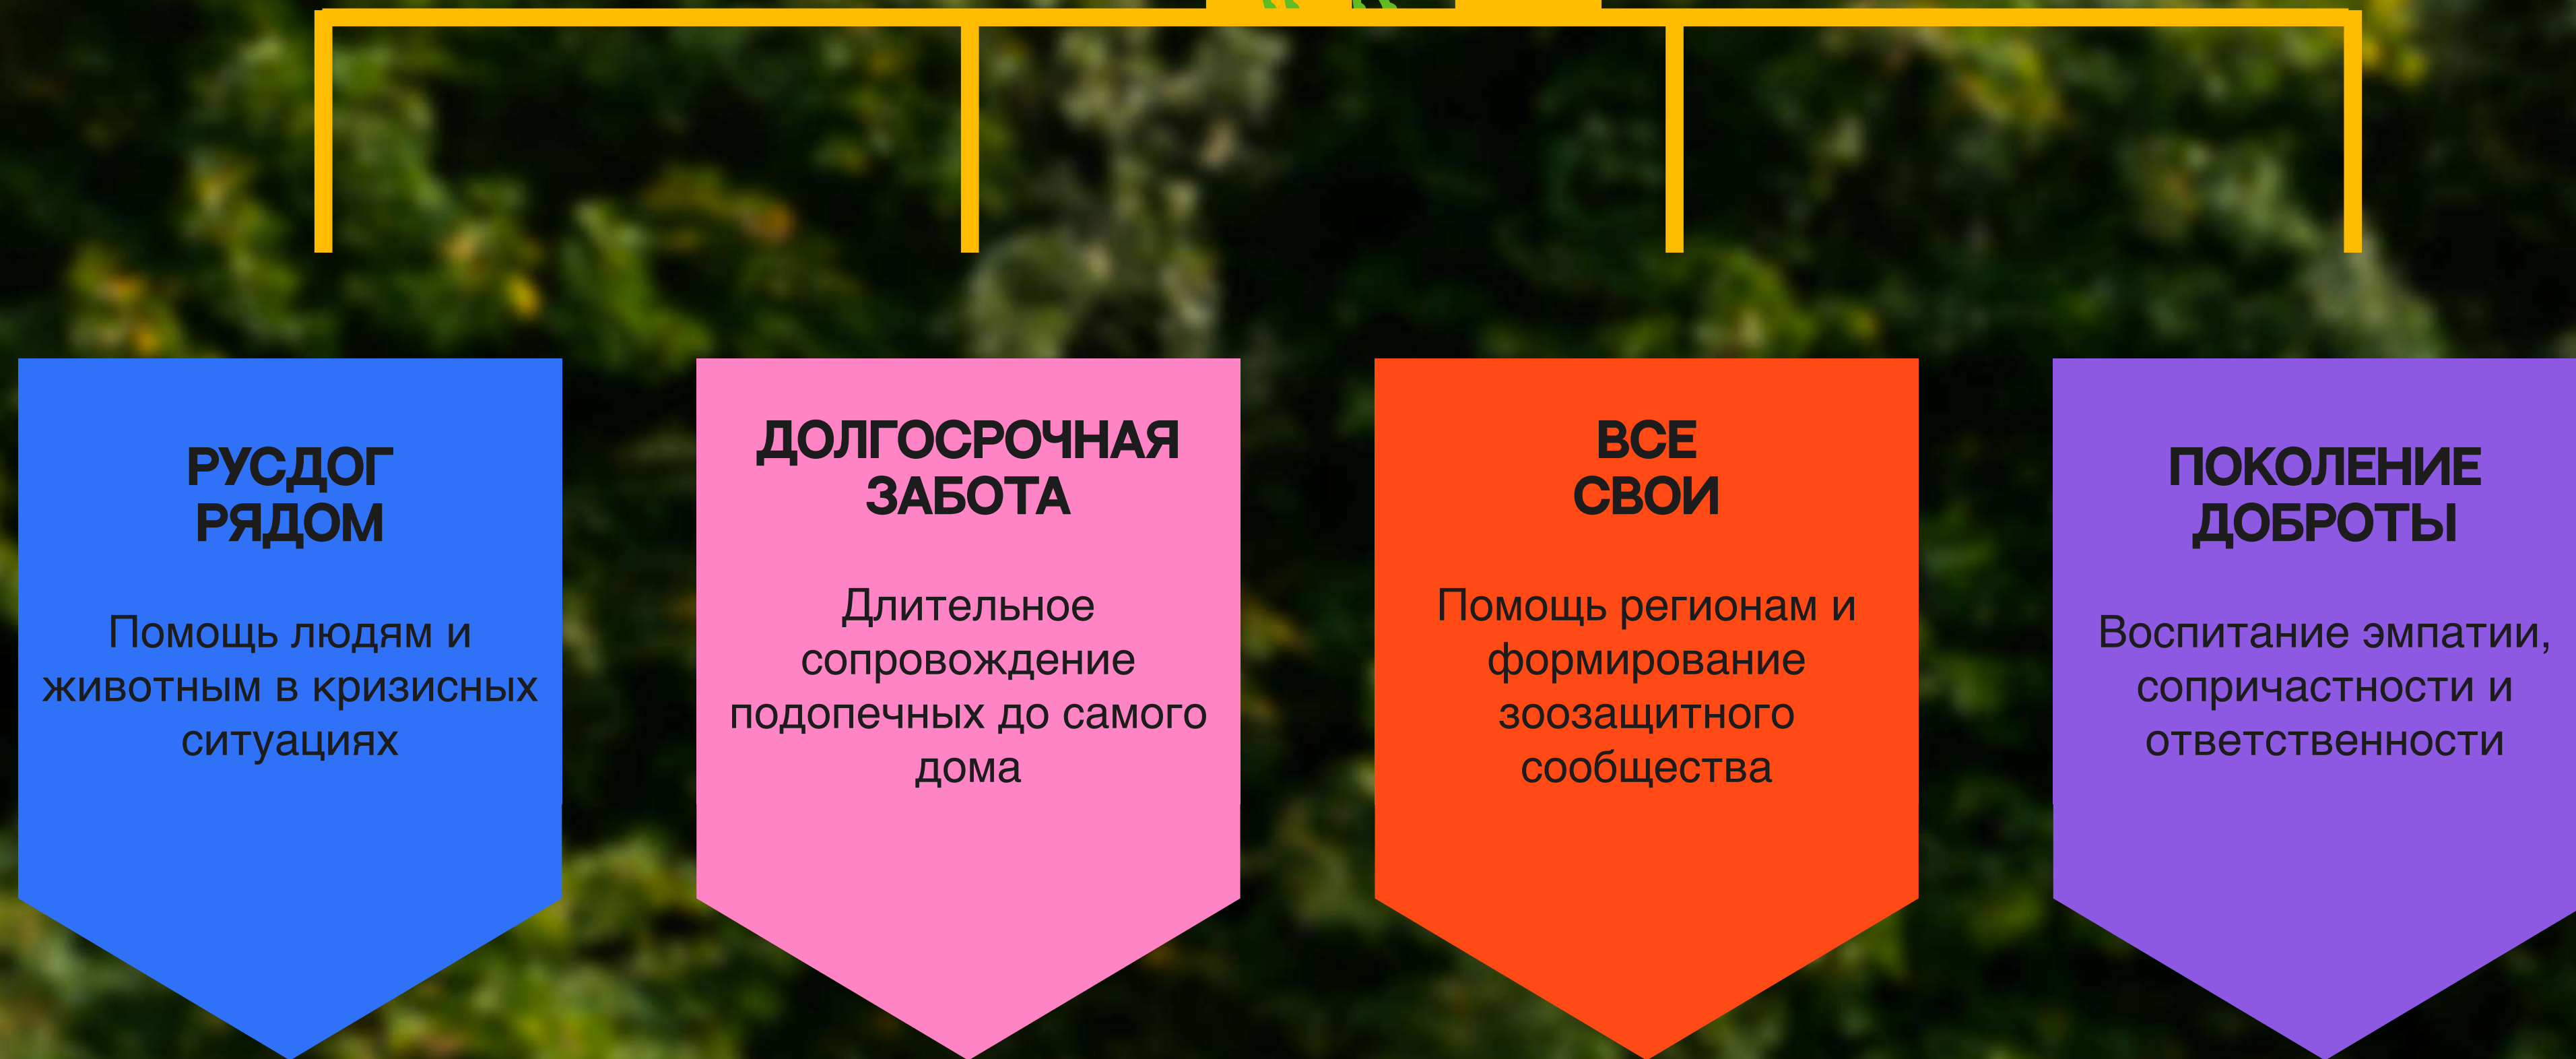 РУСДОГ
РЯДОМ
Помощь людям и
животным в кризисных
ситуациях
ДОЛГОСРОЧНАЯ
ЗАБОТА
Длительное
сопровождение
подопечных до самого
дома
ВСЕ
СВОИ
Помощь регионам и
формирование
зоозащитного
сообщества
ПОКОЛЕНИЕ
ДОБРОТЫ
Воспитание эмпатии,
сопричастности и
ответственности